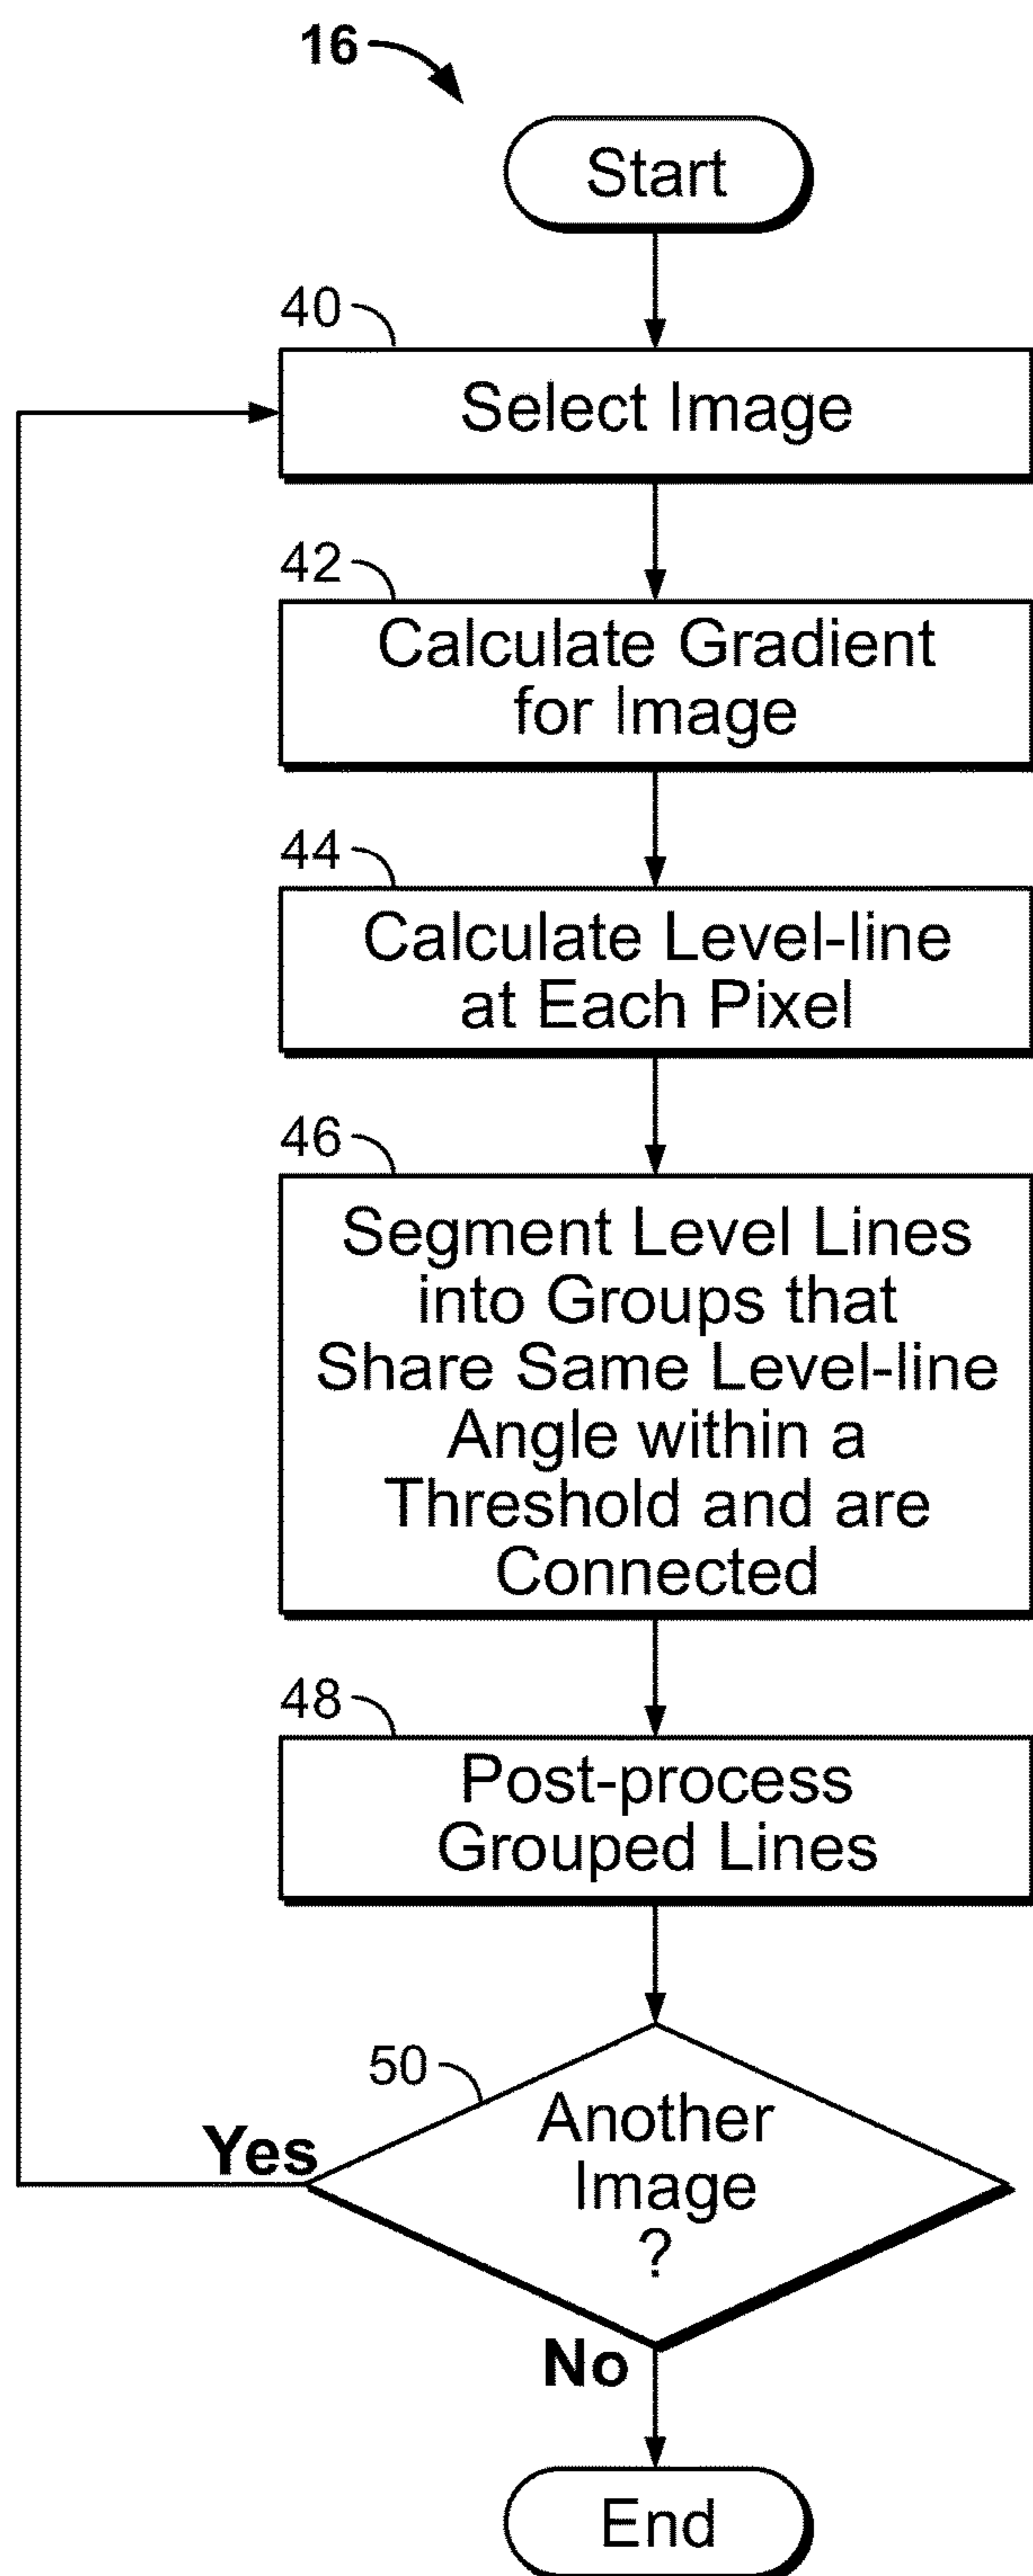 16
Start
40
Select Image
42
Calculate Gradient
for Image
44
Calculate Level-line
at Each Pixel
46
Segment Level Lines
into Groups that
Share Same Level-line
Angle within a
Threshold and are
Connected
48
Post-process
Grouped Lines
50
Another
Image
?
Yes
No
End